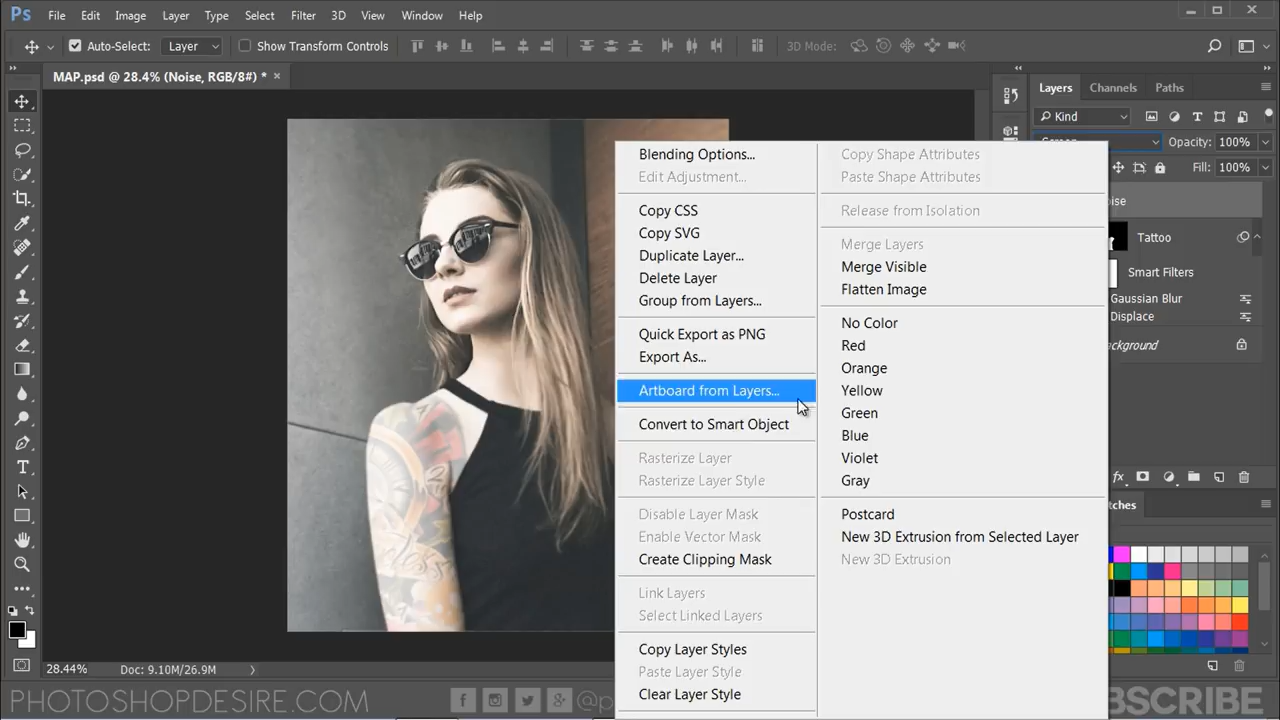 Ps File Edit Image Layer Type Select Filter 3D View Window Help
Auto-Select: Layer Show Transform Controls 3D Mode:
MAP.psd @ 28.4% (Noise, RGB/8#) * ×
Layers Channels Paths
Kind
Opacity: 100%
Fill: 100%
oise
Tattoo
Smart Filters
Gaussian Blur
Displace
ackground
fx
tches
Blending Options...
Edit Adjustment...
Copy CSS
Copy SVG
Duplicate Layer...
Delete Layer
Group from Layers...
Quick Export as PNG
Export As...
Artboard from Layers...
Convert to Smart Object
Rasterize Layer
Rasterize Layer Style
Disable Layer Mask
Enable Vector Mask
Create Clipping Mask
Link Layers
Select Linked Layers
Copy Layer Styles
Paste Layer Style
Clear Layer Style
Copy Shape Attributes
Paste Shape Attributes
Release from Isolation
Merge Layers
Merge Visible
Flatten Image
No Color
Red
Orange
Yellow
Green
Blue
Violet
Gray
Postcard
New 3D Extrusion from Selected Layer
New 3D Extrusion
28.44% Doc: 9.10M/26.9M
PHOTOSHOPDESIRE.COM @p BSCRIBE